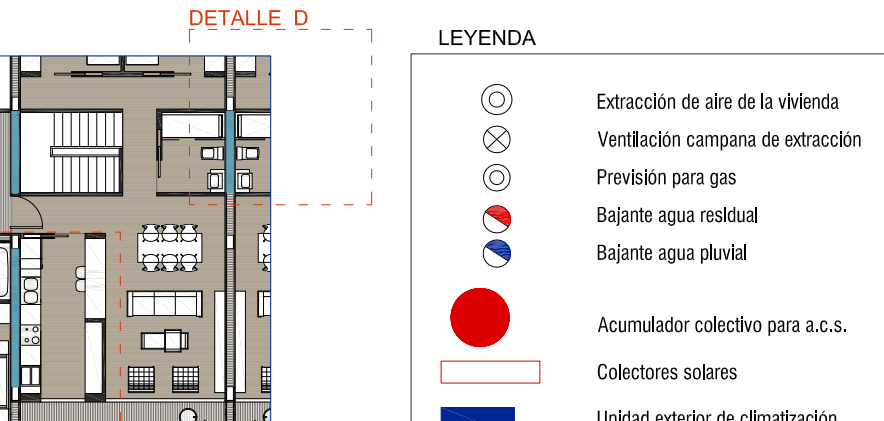 DETALLE D
LEYENDA
Extracción de aire de la vivienda
Ventilación campana de extracción
Previsión para gas
Bajante agua residual
Bajante agua pluvial
Acumulador colectivo para a.c.s.
Colectores solares
Unidad exterior de climatización